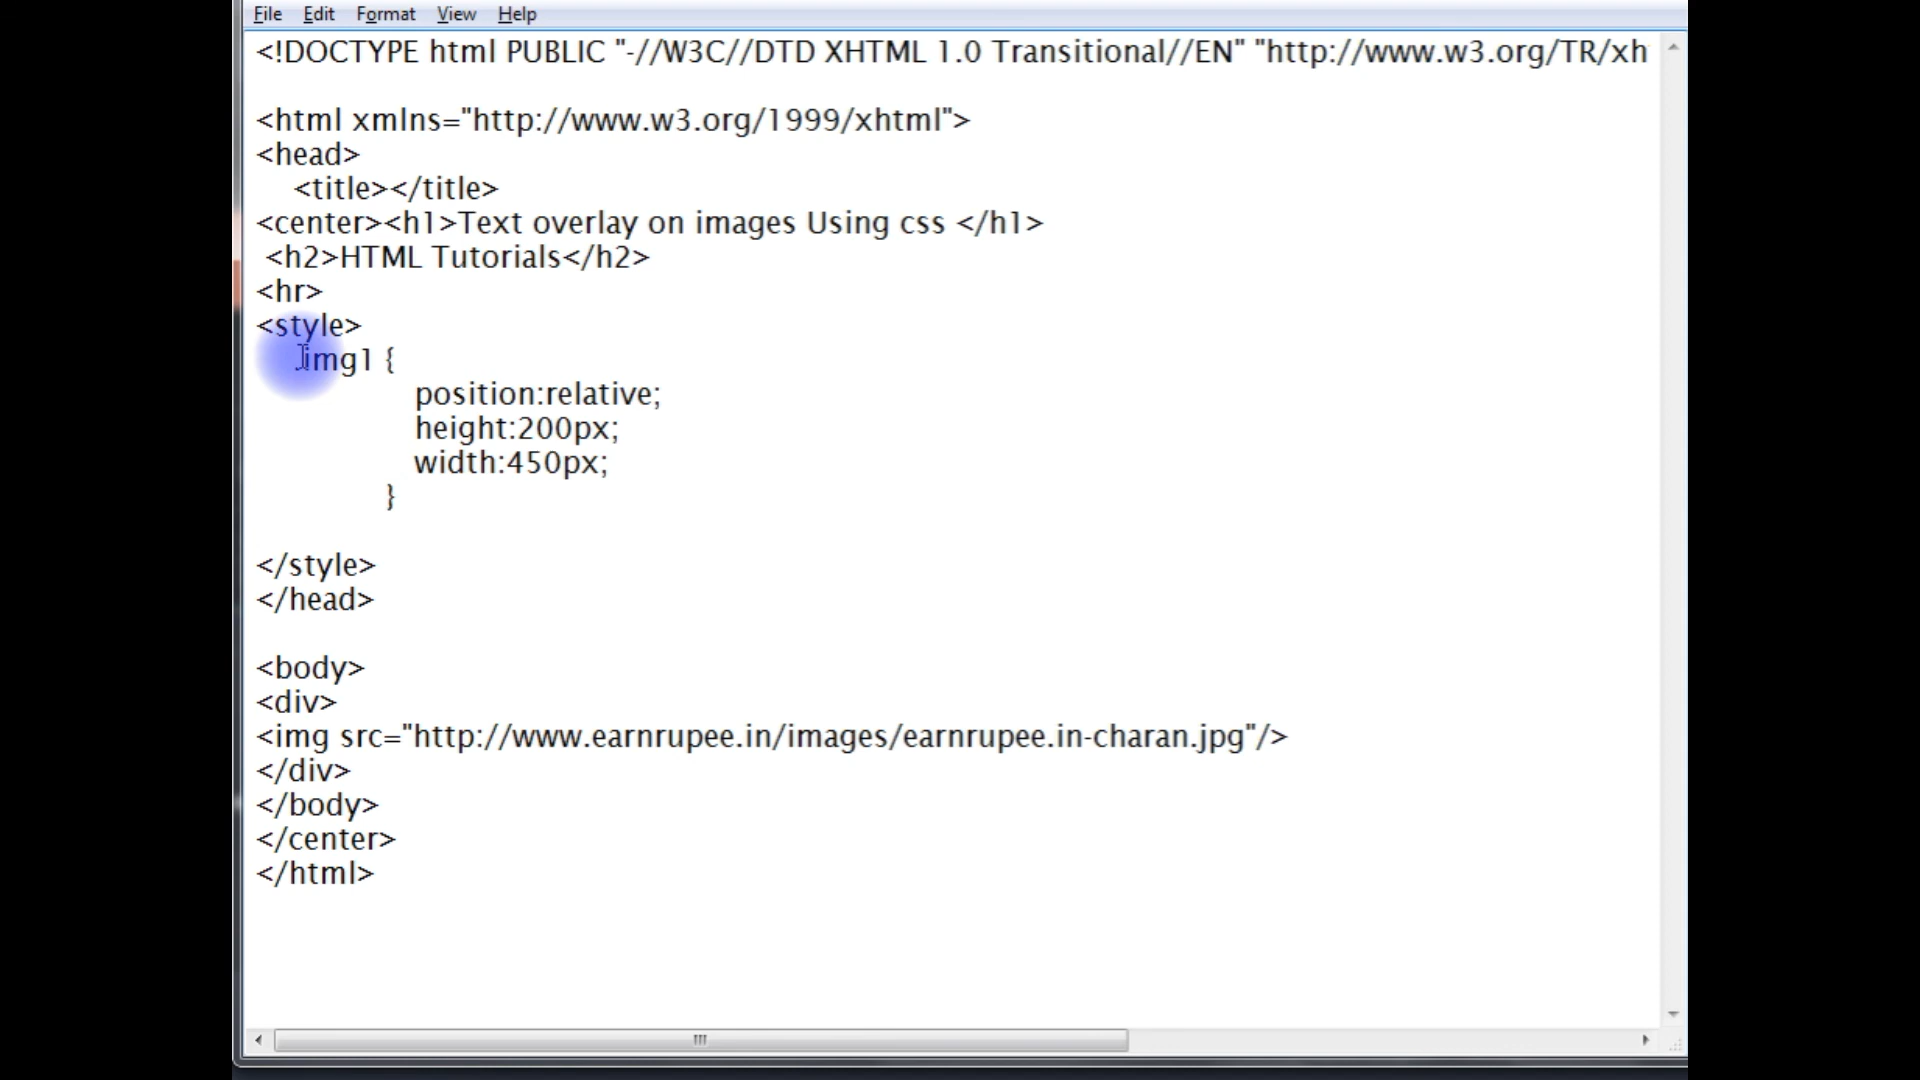 File Edit Format View Help
<!DOCTYPE html PUBLIC "-//W3C//DTD XHTML 1.0 Transitional//EN" "http://www.w3.org/TR/xh
<html xmlns="http://www.w3.org/1999/xhtml">
<head>
<title></title>
<center><h1>Text overlay on images Using css </h1>
<h2>HTML Tutorials</h2>
<hr>
<style>
.img1 {
position:relative;
height:200px;
width:450px;
}
</style>
</head>
<body>
<div>
<img src="http://www.earnrupee.in/images/earnrupee.in-charan.jpg"/>
</div>
</body>
</center>
</html>